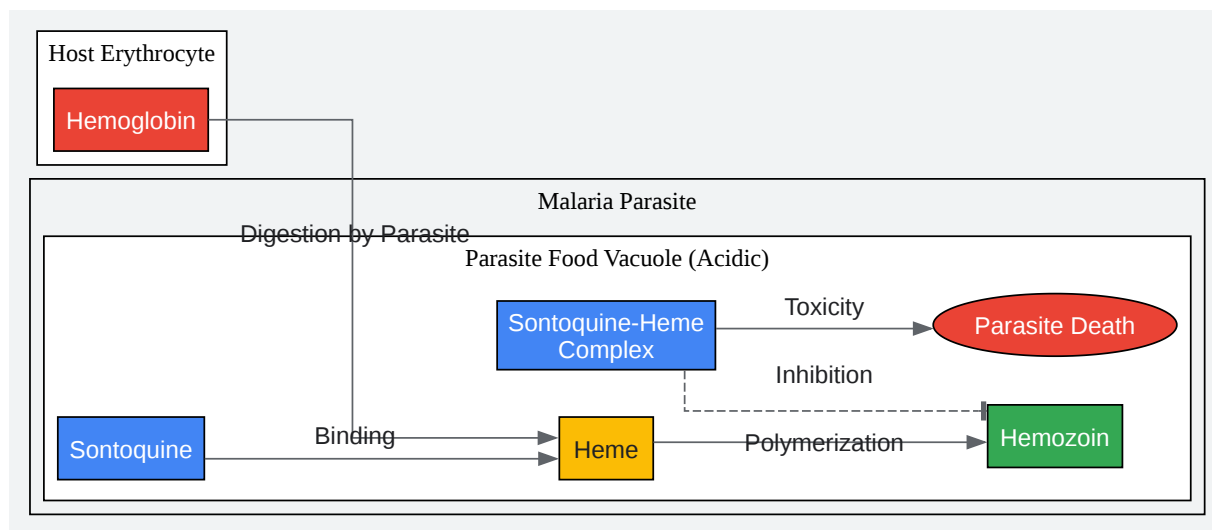 Host Erythrocyte
Hemoglobin
Malaria Parasite
Digestion by Parasite
Parasite Food Vacuole (Acidic)
Sontoquine-Heme
Complex
Toxicity
Parasite Death
Inhibition
Sontoquine
Binding
Heme
Polymerization
Hemozoin